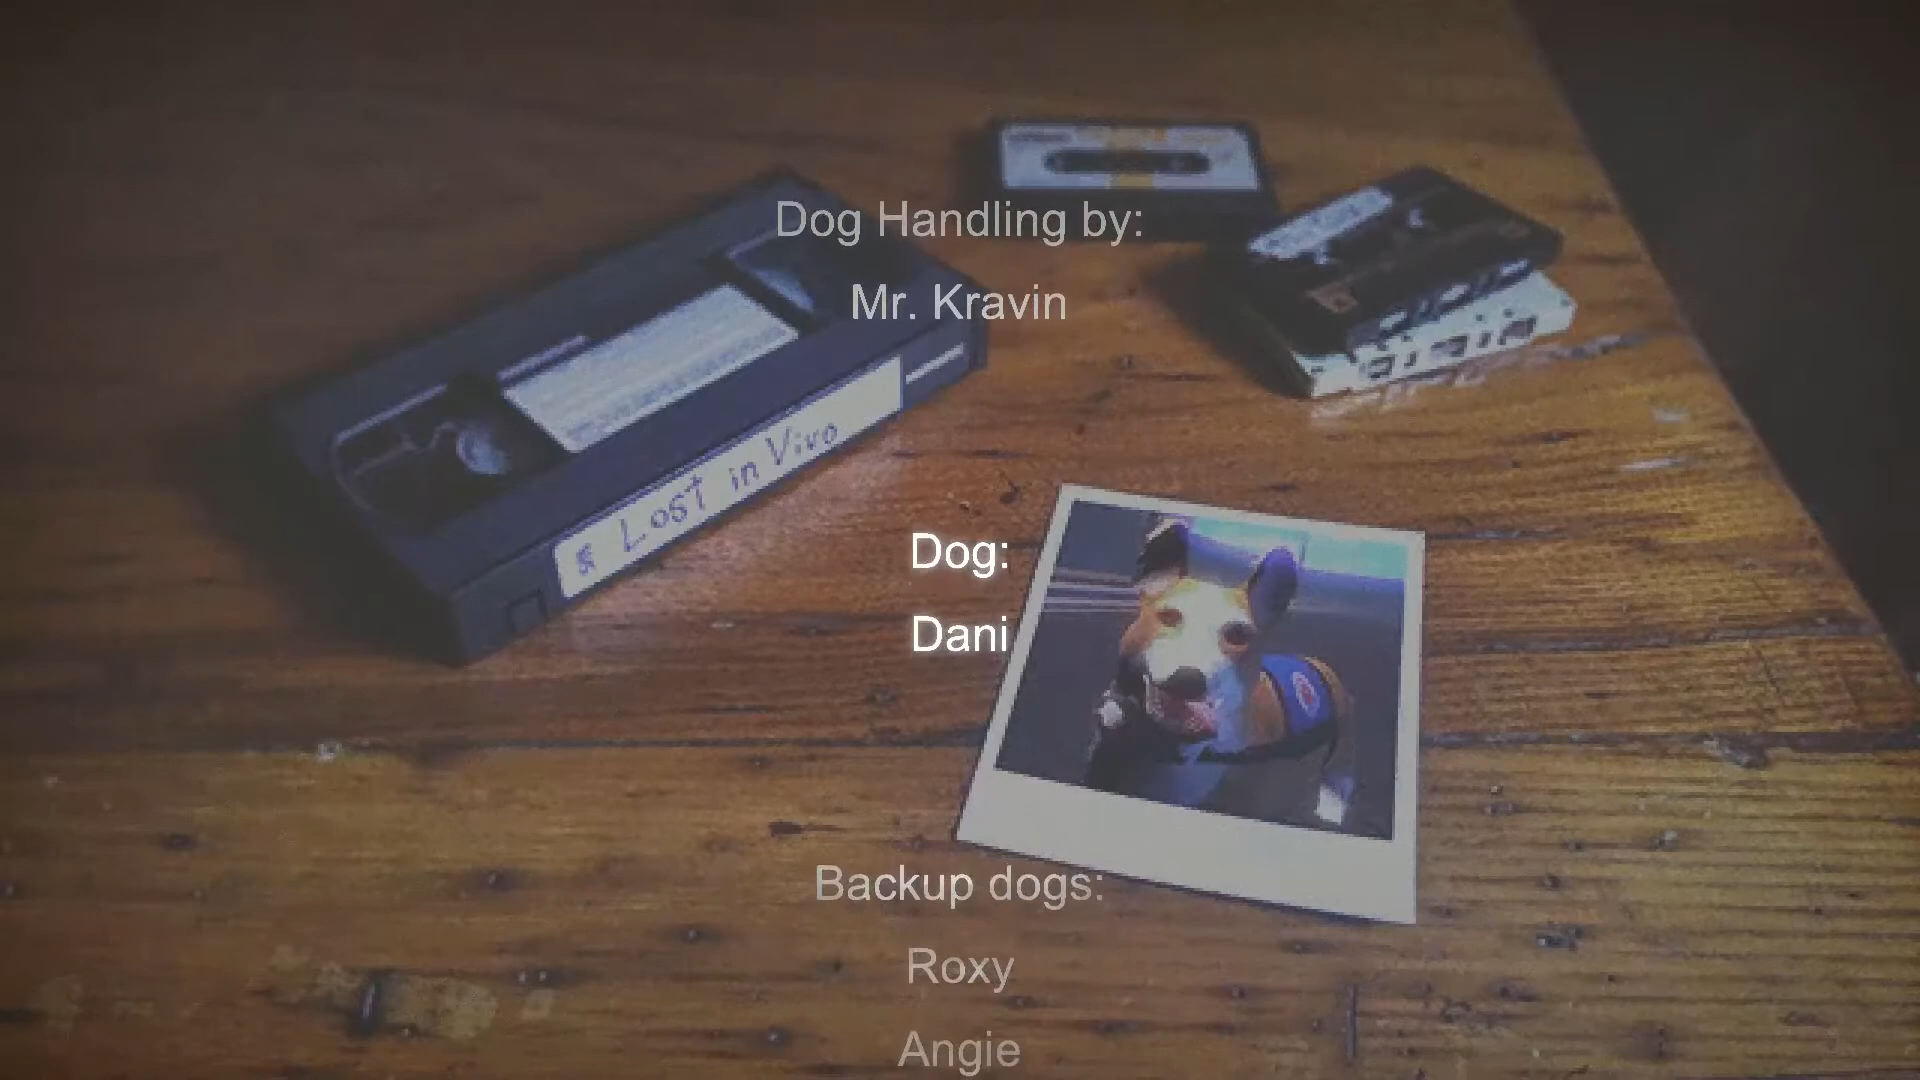 Dog Handling by:
Mr. Kravin
Lost in Vivo
Dog:
Dani
Backup dogs:
Roxy
Angie